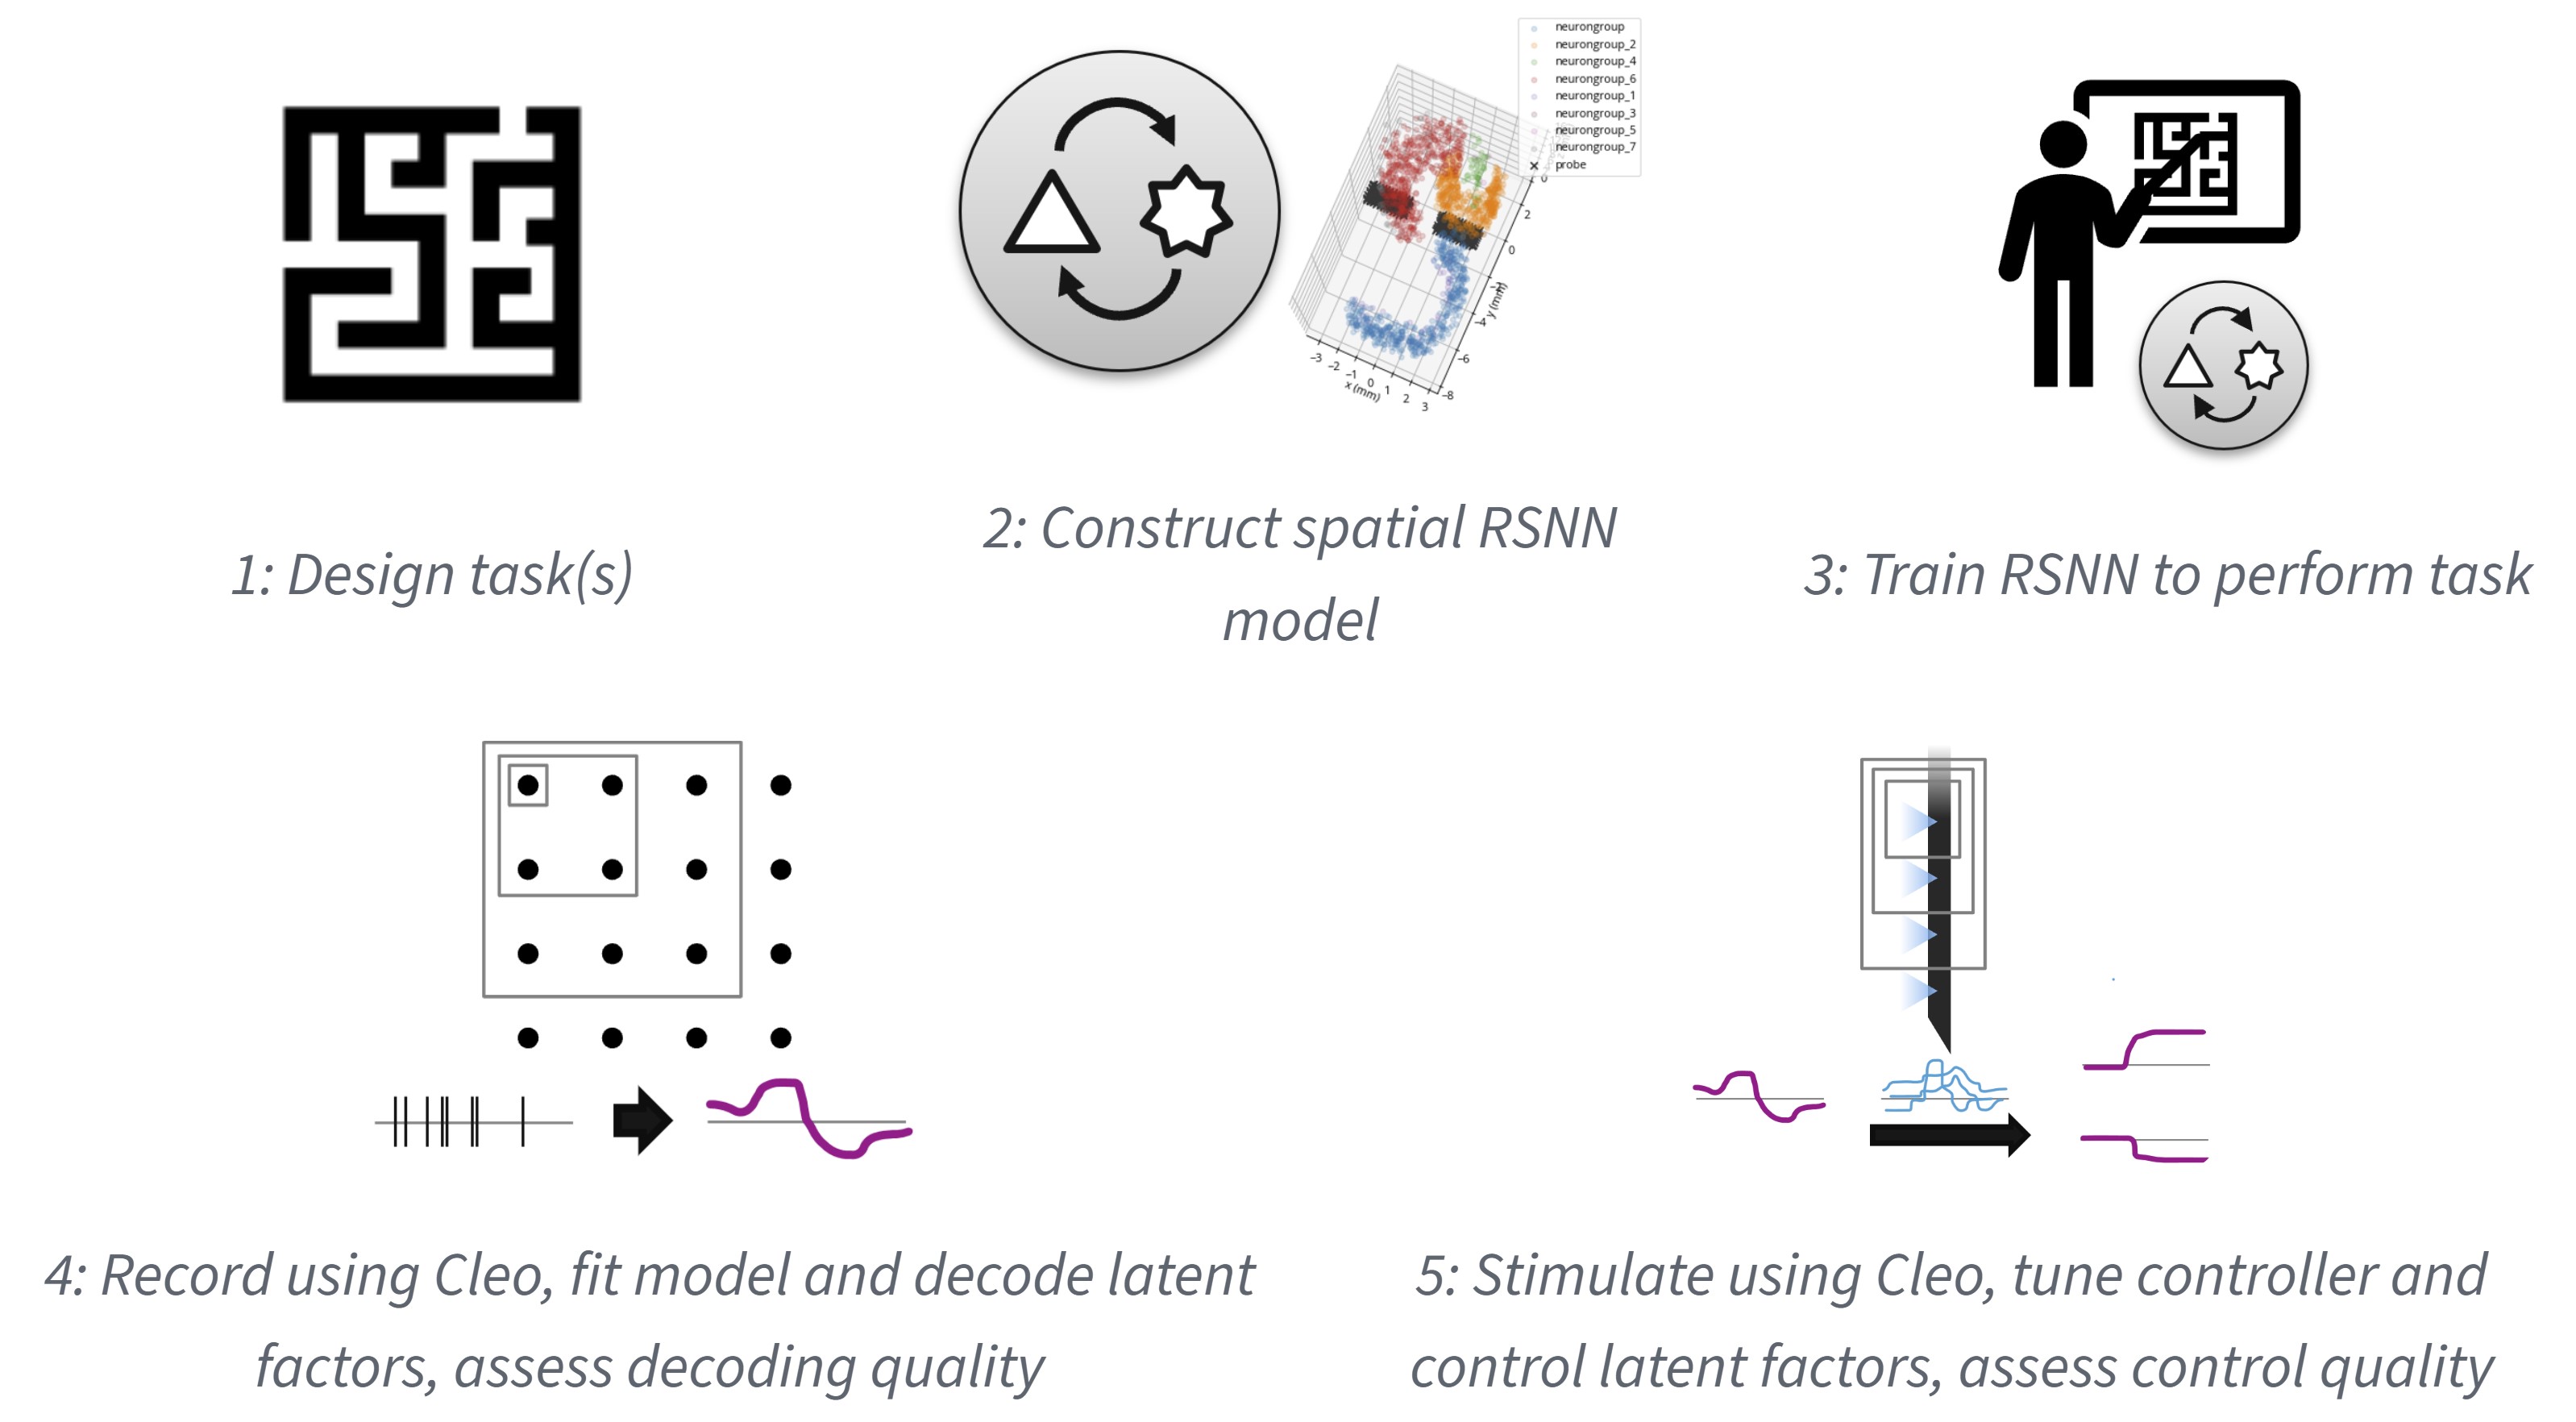 neurongroup
neurongroup_2
neurongroup_4
neurongroup_6
neurongroup_1
neurongroup_3
neurongroup_5
neurongroup_7
probe
0
2
0
−2
−4
−6
−8
y (mm)
−3
−2
−1
0
1
2
3
x (mm)
1: Design task(s)
2: Construct spatial RSNN
model
3: Train RSNN to perform task
4: Record using Cleo, fit model and decode latent
factors, assess decoding quality
5: Stimulate using Cleo, tune controller and
control latent factors, assess control quality